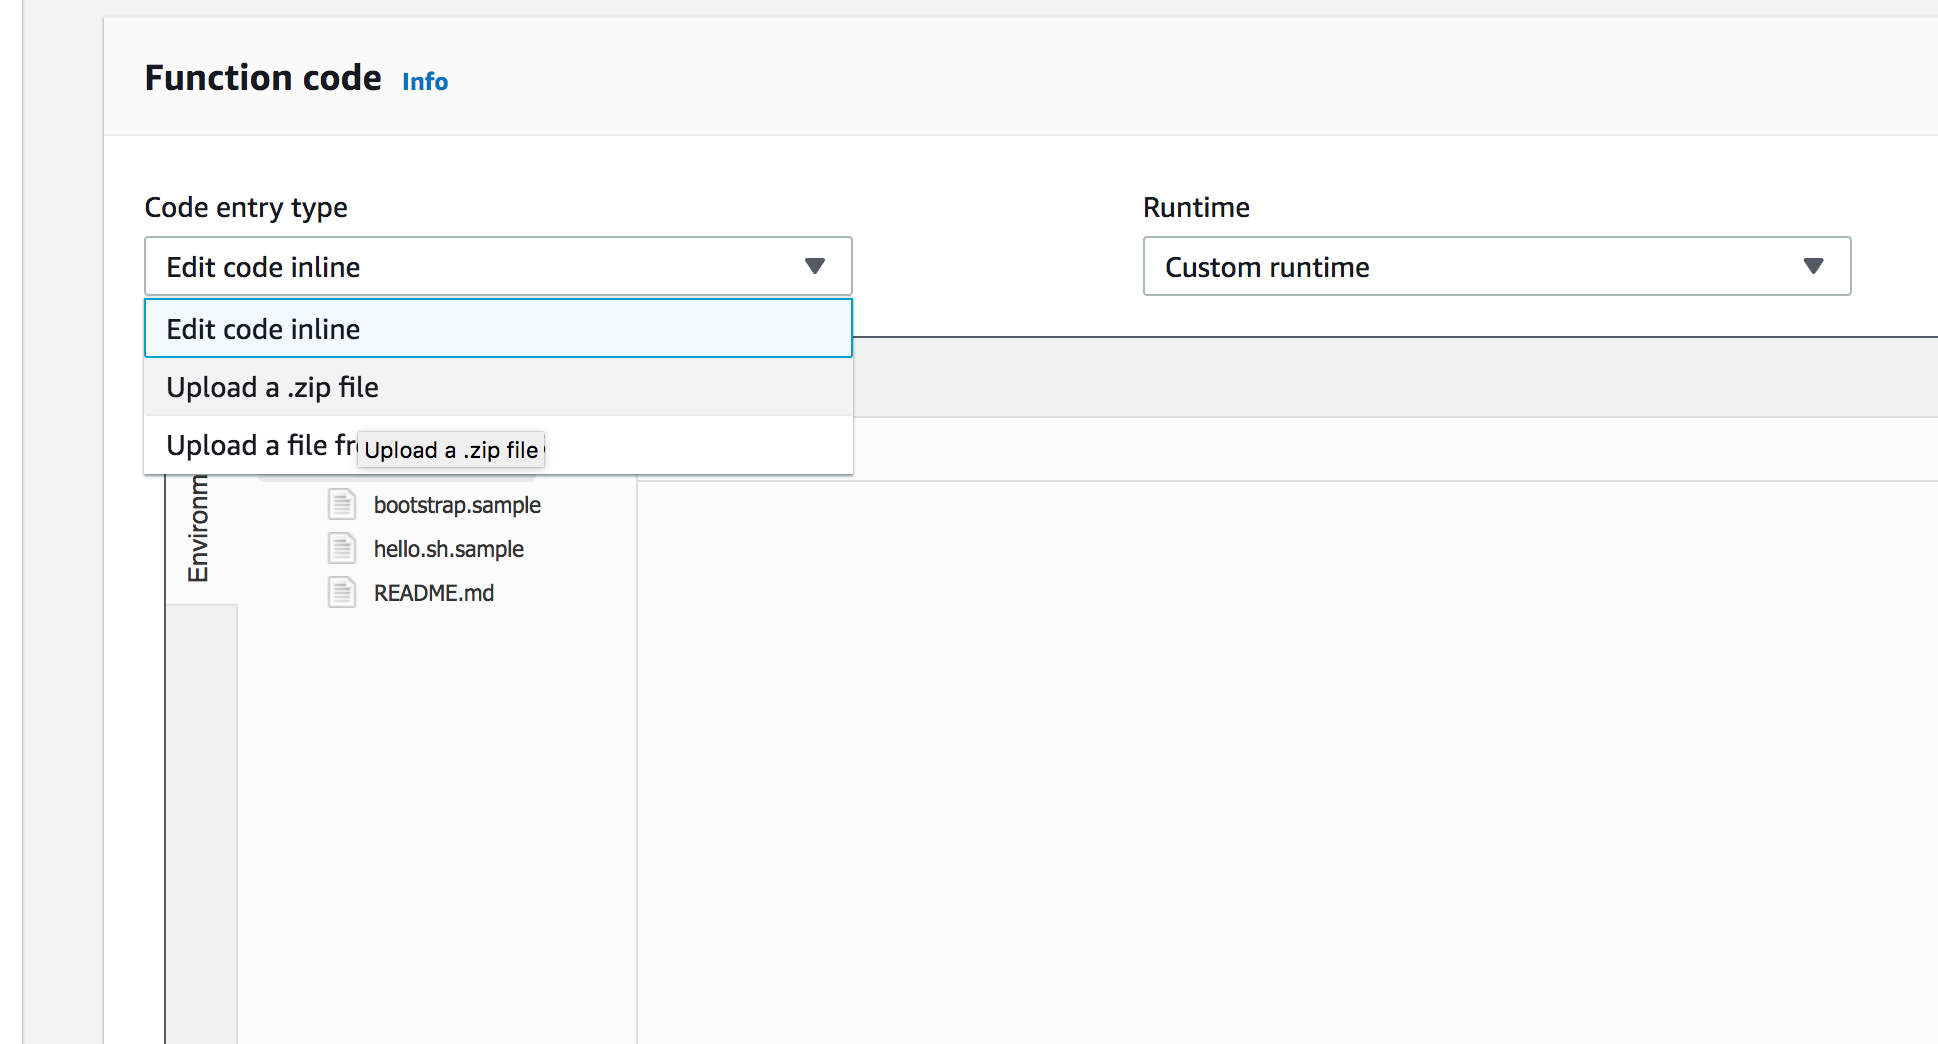 Function code Info
Code entry type
Runtime
Edit code inline
Custom runtime
Edit code inline
Upload a .zip file
Upload a file
Upload a .zip file
Environm
bootstrap.sample
hello.sh.sample
README.md